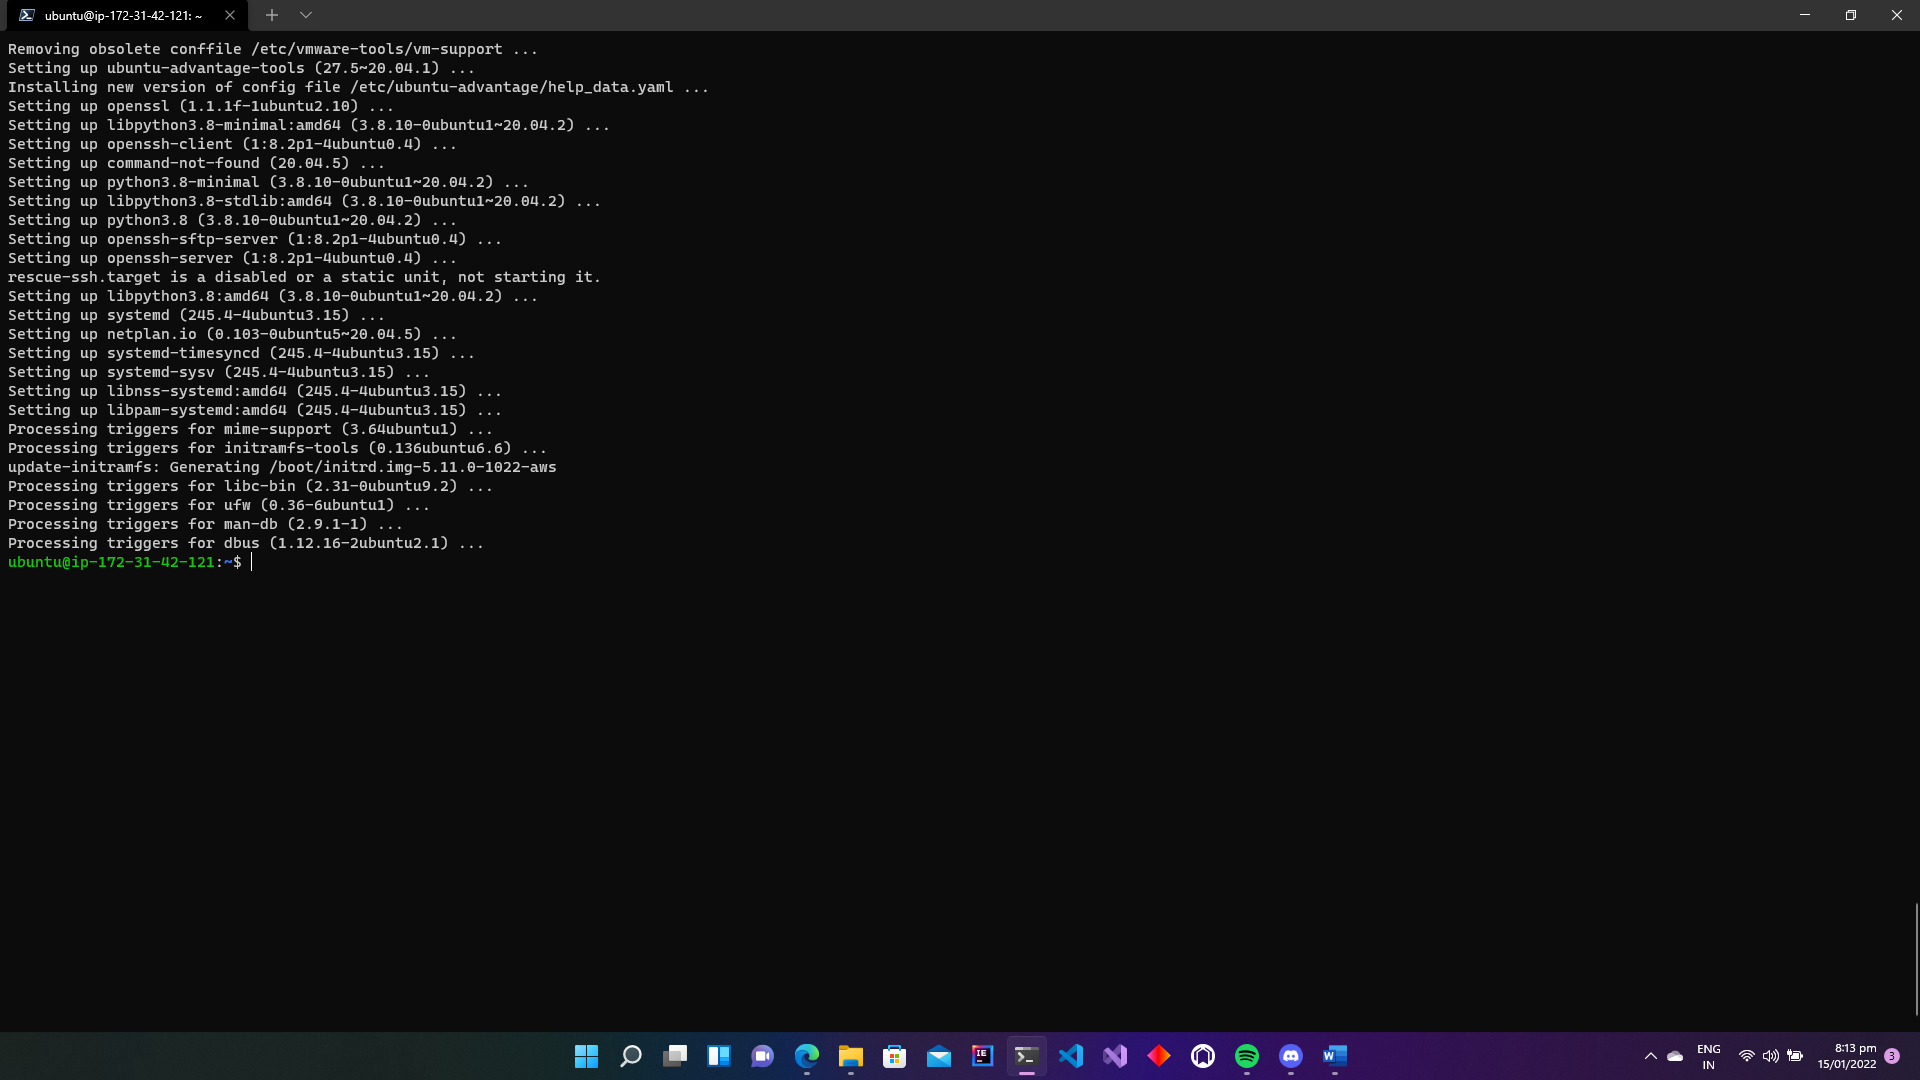 ubuntu@ip-172-31-42-121: ~
Removing obsolete conffile /etc/vmware-tools/vm-support ...
Setting up ubuntu-advantage-tools (27.5~20.04.1) ...
Installing new version of config file /etc/ubuntu-advantage/help_data.yaml ...
Setting up openssl (1.1.1f-1ubuntu2.10) ...
Setting up libpython3.8-minimal:amd64 (3.8.10-0ubuntu1~20.04.2) ...
Setting up openssh-client (1:8.2p1-4ubuntu0.4) ...
Setting up command-not-found (20.04.5) ...
Setting up python3.8-minimal (3.8.10-0ubuntu1~20.04.2) ...
Setting up libpython3.8-stdlib:amd64 (3.8.10-0ubuntu1~20.04.2) ...
Setting up python3.8 (3.8.10-0ubuntu1~20.04.2) ...
Setting up openssh-sftp-server (1:8.2p1-4ubuntu0.4) ...
Setting up openssh-server (1:8.2p1-4ubuntu0.4) ...
rescue-ssh.target is a disabled or a static unit, not starting it.
Setting up libpython3.8:amd64 (3.8.10-0ubuntu1~20.04.2) ...
Setting up systemd (245.4-4ubuntu3.15) ...
Setting up netplan.io (0.103-0ubuntu5~20.04.5) ...
Setting up systemd-timesyncd (245.4-4ubuntu3.15) ...
Setting up systemd-sysv (245.4-4ubuntu3.15) ...
Setting up libnss-systemd:amd64 (245.4-4ubuntu3.15) ...
Setting up libpam-systemd:amd64 (245.4-4ubuntu3.15) ...
Processing triggers for mime-support (3.64ubuntu1) ...
Processing triggers for initramfs-tools (0.136ubuntu6.6) ...
update-initramfs: Generating /boot/initrd.img-5.11.0-1022-aws
Processing triggers for libc-bin (2.31-0ubuntu9.2) ...
Processing triggers for ufw (0.36-6ubuntu1) ...
Processing triggers for man-db (2.9.1-1) ...
Processing triggers for dbus (1.12.16-2ubuntu2.1) ...
ubuntu@ip-172-31-42-121:~$
IE
W
ENG
IN
8:13 pm
15/01/2022
3